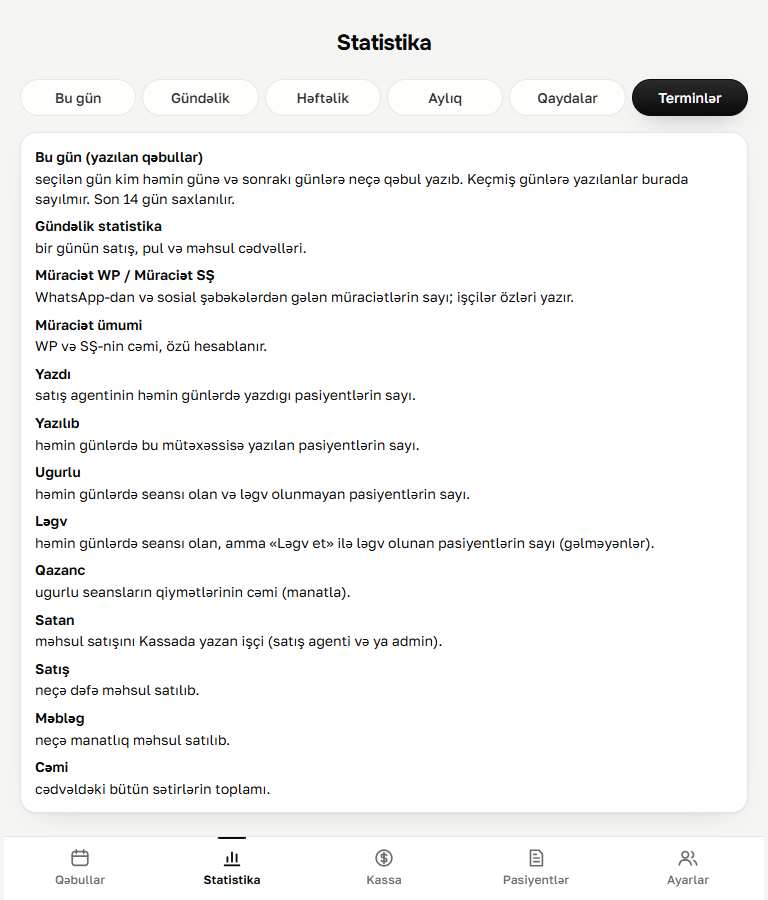 Statistika
Bu gün
Gündəlik
Həftəlik
Aylıq
Qaydalar
Terminlər
Bu gün (yazılan qəbullar)
seçilən gün kim həmin günə və sonrakı günlərə neçə qəbul yazıb. Keçmiş günlərə yazılanlar burada
sayılmır. Son 14 gün saxlanılır.
Gündəlik statistika
bir günün satış, pul və məhsul cədvəlləri.
Müraciət WP / Müraciət SŞ
WhatsApp-dan və sosial şəbəkələrdən gələn müraciətlərin sayı; işçilər özləri yazır.
Müraciət ümumi
WP və SŞ-nin cəmi, özü hesablanır.
Yazdı
satış agentinin həmin günlərdə yazdıgı pasiyentlərin sayı.
Yazılıb
həmin günlərdə bu mütəxəssisə yazılan pasiyentlərin sayı.
Ugurlu
həmin günlərdə seansı olan və ləgv olunmayan pasiyentlərin sayı.
Ləgv
həmin günlərdə seansı olan, amma «Ləgv et» ilə ləgv olunan pasiyentlərin sayı (gəlməyənlər).
Qazanc
ugurlu seansların qiymətlərinin cəmi (manatla).
Satan
məhsul satışını Kassada yazan işçi (satış agenti və ya admin).
Satış
neçə dəfə məhsul satılıb.
Məbləg
neçə manatlıq məhsul satılıb.
Cəmi
cədvəldəki bütün sətirlərin toplamı.
Qəbullar
Statistika
Kassa
Pasiyentlər
Ayarlar